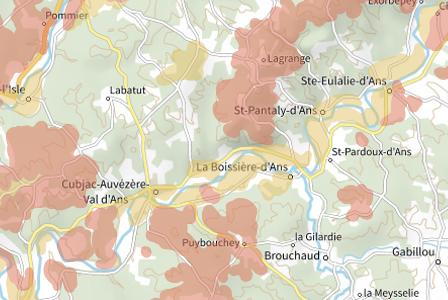 Exorbepey
Pommier
Lagrange
Ste-Eulalie-d'Ans
l'Isle
Labatut
St-Pantaly-d'Ans
St-Pardoux-d'Ans
La Boissière-d'Ans
Cubjac-Auvézère-
Val d'Ans
Puybouchey
la Gilardie
Gabillou
Brouchaud
la Meysselie